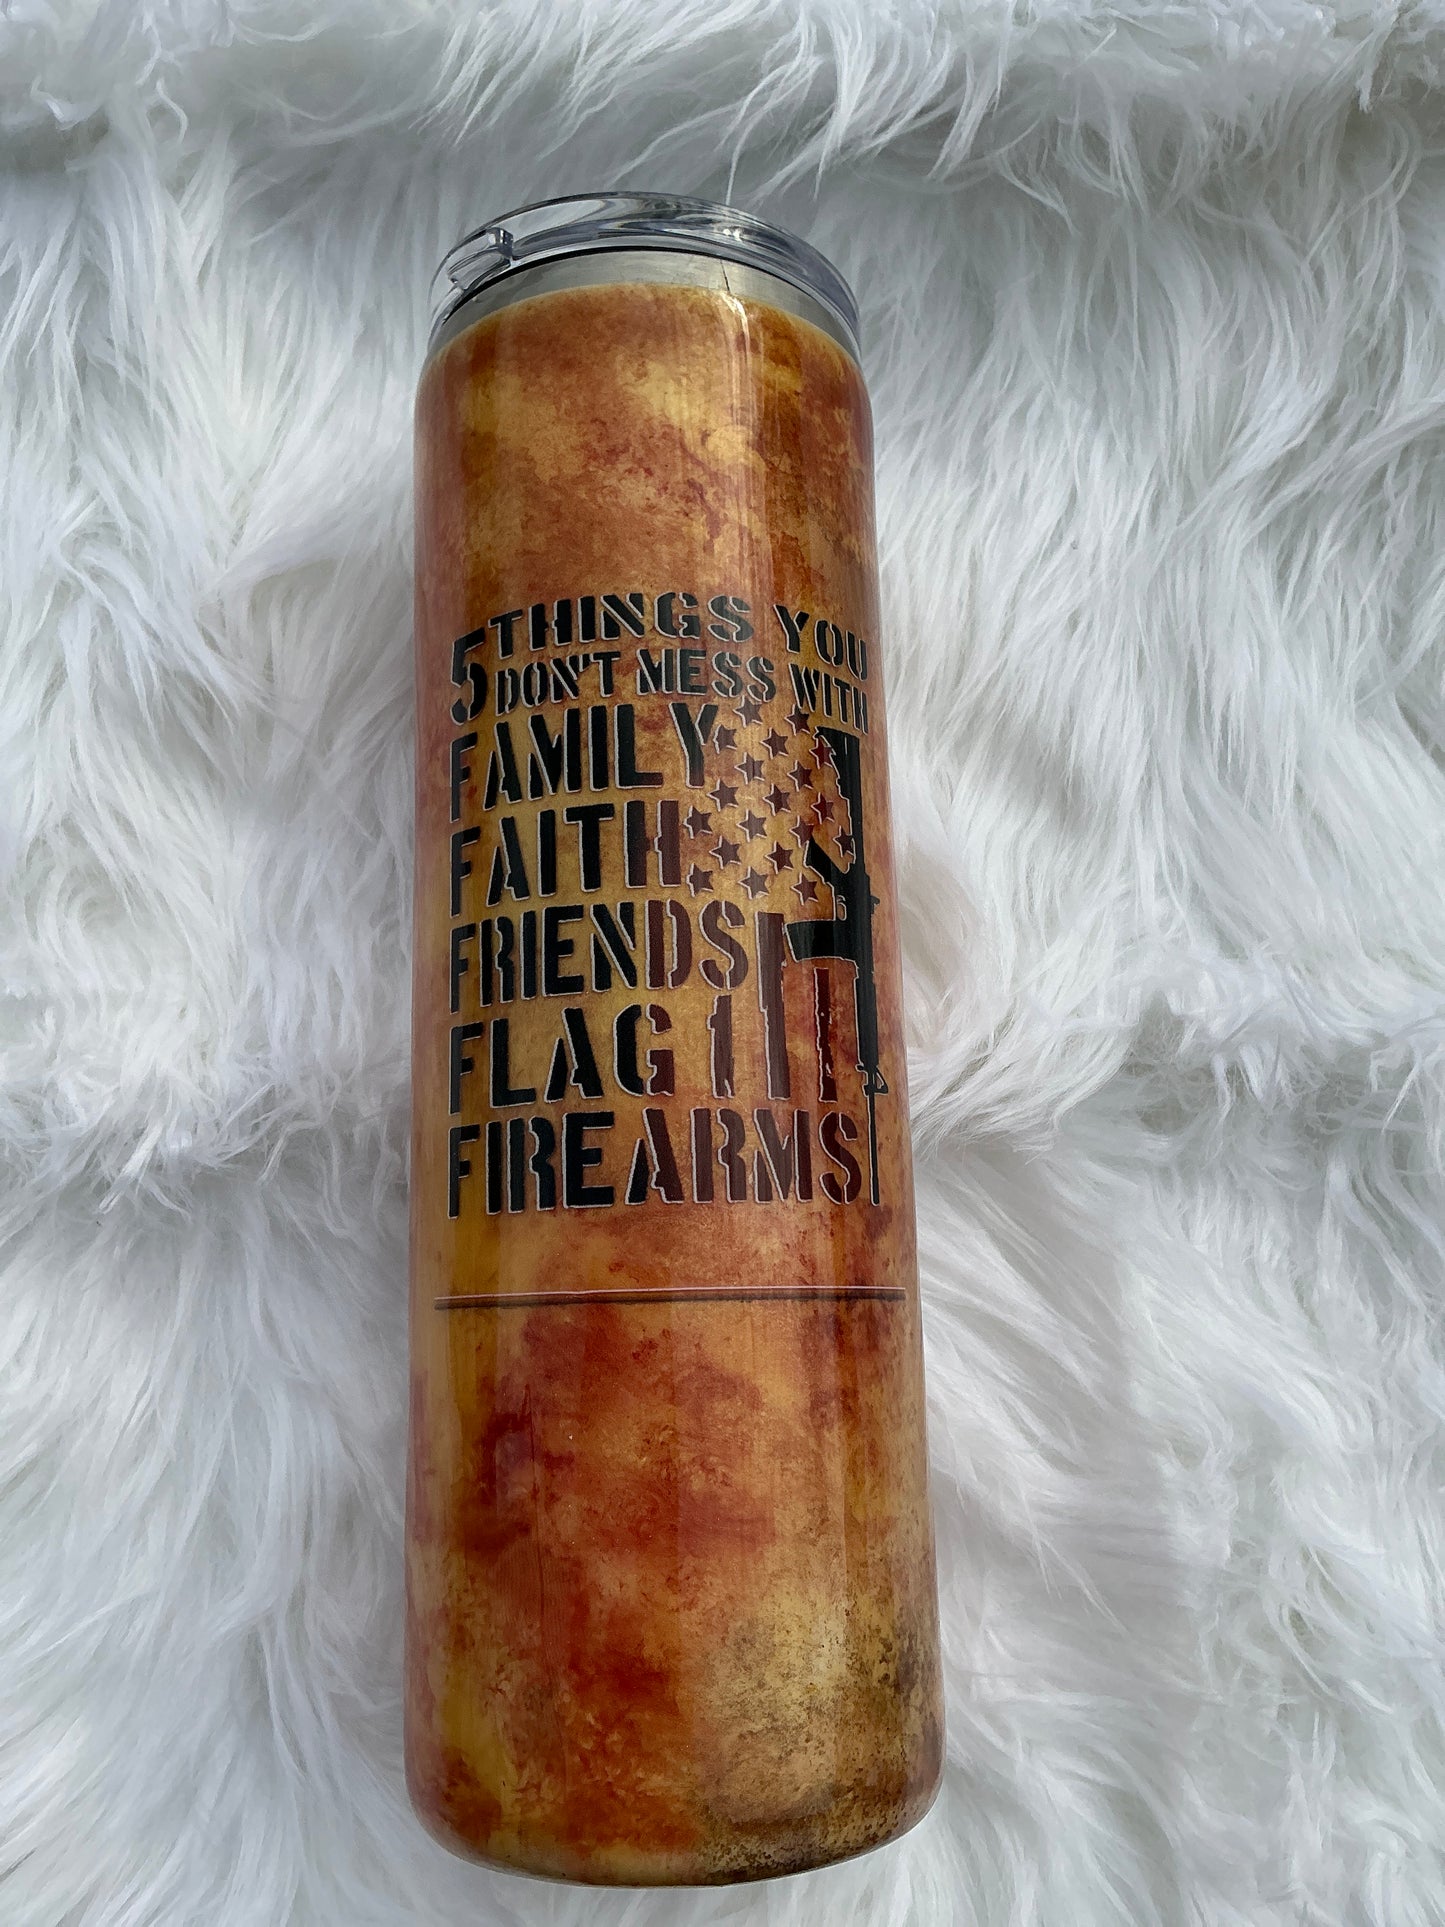 5 THINGS YOU
DON'T MESS WITH
FAMILY
FAITH
FRIENDS
FLAG
FIREARMS